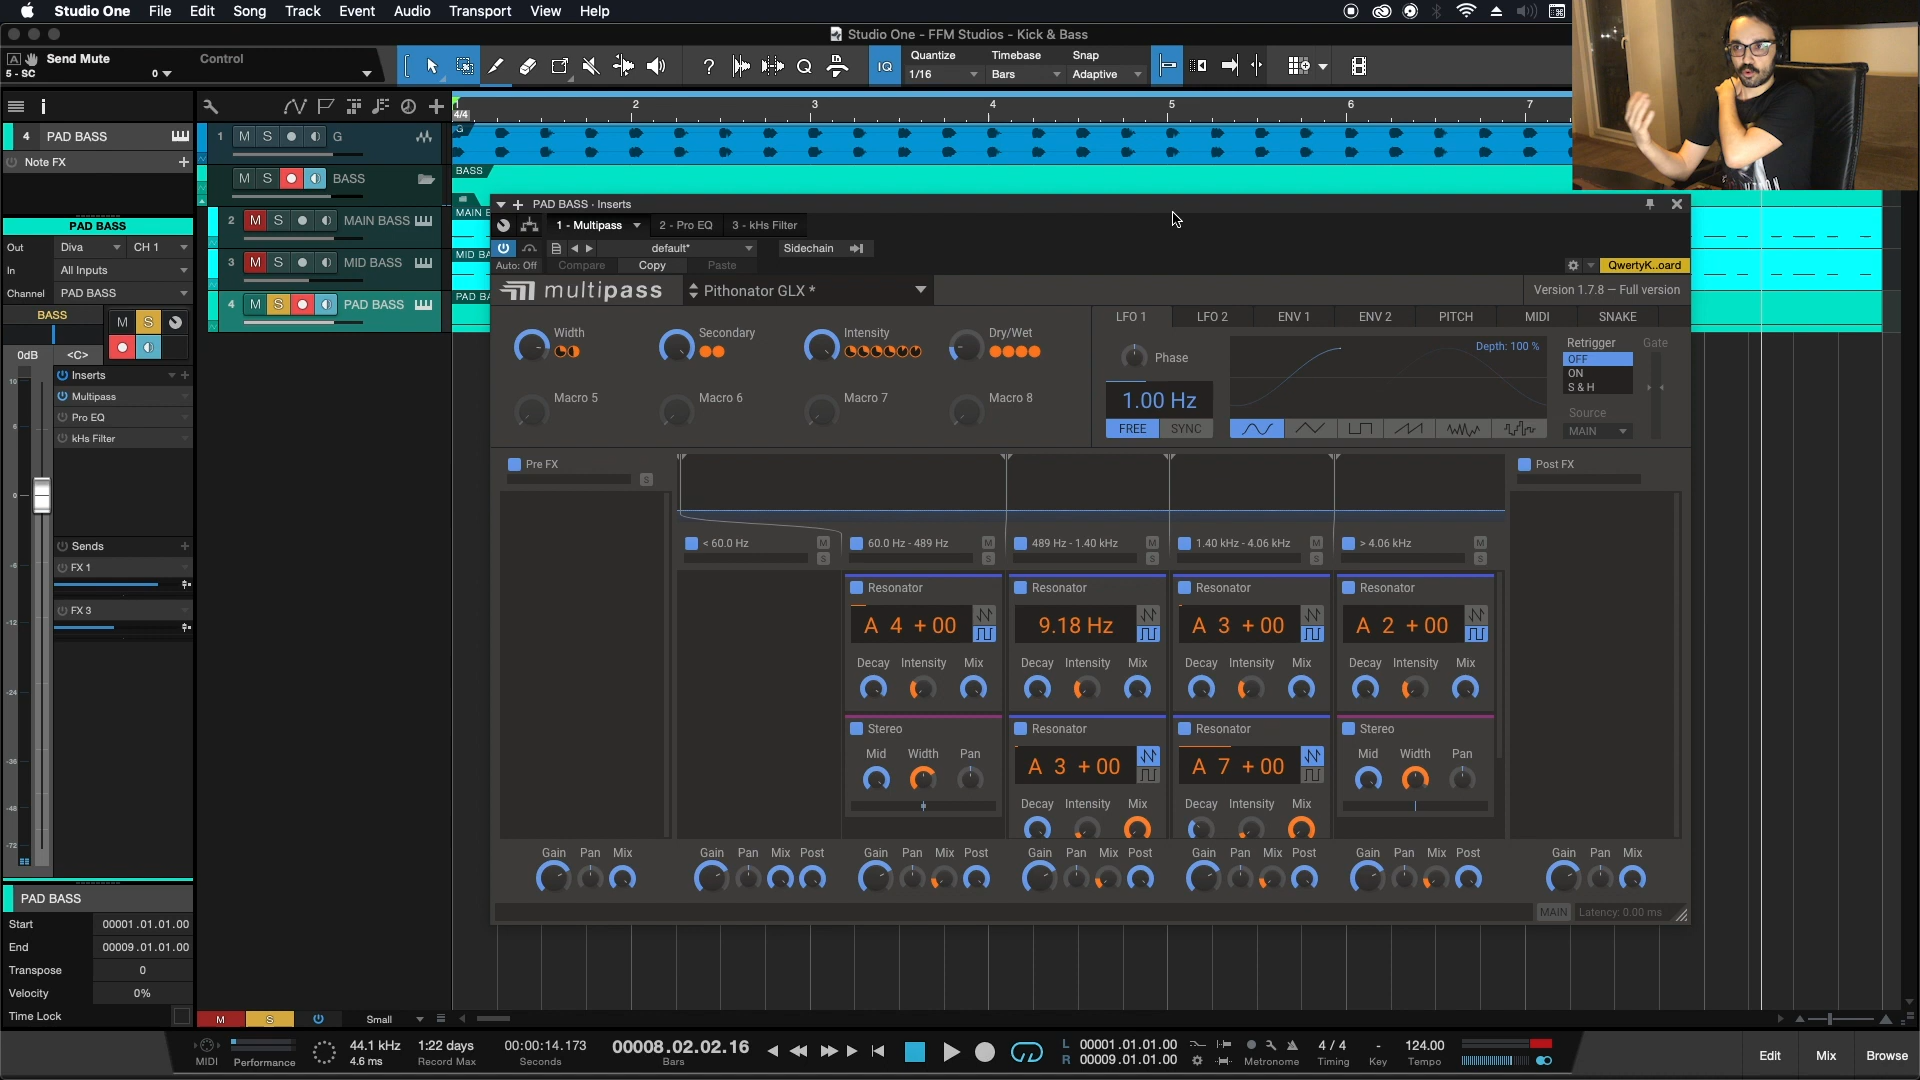 Studio One File Edit Song Track Event Audio Transport View Help
Studio One - FFM Studios - Kick & Bass
A Send Mute Control
5 - SC 0
IQ Quantize Timebase Snap
1/16 Bars Adaptive
1 2 3 4 5 6 7
4/4
4 PAD BASS
Note FX
PAD BASS
Out Diva CH 1
In All Inputs
Channel PAD BASS
BASS
M S
0dB <C>
Inserts
Multipass
Pro EQ
kHs Filter
Sends
FX 1
FX 3
10
6
0
-6
-12
-24
-36
-48
-72
1 M S G
M S BASS
2 M S MAIN BASS
3 M S MID BASS
4 M S PAD BASS
G
BASS
MAIN B
MID BA
PAD BA
PAD BASS · Inserts
1 - Multipass 2 - Pro EQ 3 - kHs Filter
default* Sidechain
Auto: Off Compare Copy Paste
QwertyK..oard
multipass Pithonator GLX * Version 1.7.8 — Full version
Width Secondary Intensity Dry/Wet
Macro 5 Macro 6 Macro 7 Macro 8
LFO 1 LFO 2 ENV 1 ENV 2 PITCH MIDI SNAKE
Phase
1.00 Hz
FREE SYNC
Depth: 100 %
Retrigger Gate
OFF
ON
S & H
Source
MAIN
Pre FX S
Post FX
< 60.0 Hz M S
60.0 Hz - 489 Hz M S
489 Hz - 1.40 kHz M S
1.40 kHz - 4.06 kHz M S
> 4.06 kHz M S
Resonator Resonator Resonator Resonator
A 4 + 00 9.18 Hz A 3 + 00 A 2 + 00
Decay Intensity Mix Decay Intensity Mix Decay Intensity Mix Decay Intensity Mix
Stereo Resonator Resonator Stereo
Mid Width Pan A 3 + 00 A 7 + 00 Mid Width Pan
Decay Intensity Mix Decay Intensity Mix
Gain Pan Mix Gain Pan Mix Post Gain Pan Mix Post Gain Pan Mix Post Gain Pan Mix Post Gain Pan Mix Post Gain Pan Mix
MAIN Latency: 0.00 ms
PAD BASS
Start 00001.01.01.00
End 00009.01.01.00
Transpose 0
Velocity 0%
Time Lock
M S Small
MIDI Performance
44.1 kHz
4.6 ms
1:22 days
Record Max
00:00:14.173
Seconds
00008.02.02.16
Bars
L 00001.01.01.00
R 00009.01.01.00
Metronome
4 / 4
Timing
-
Key
124.00
Tempo
Edit Mix Browse